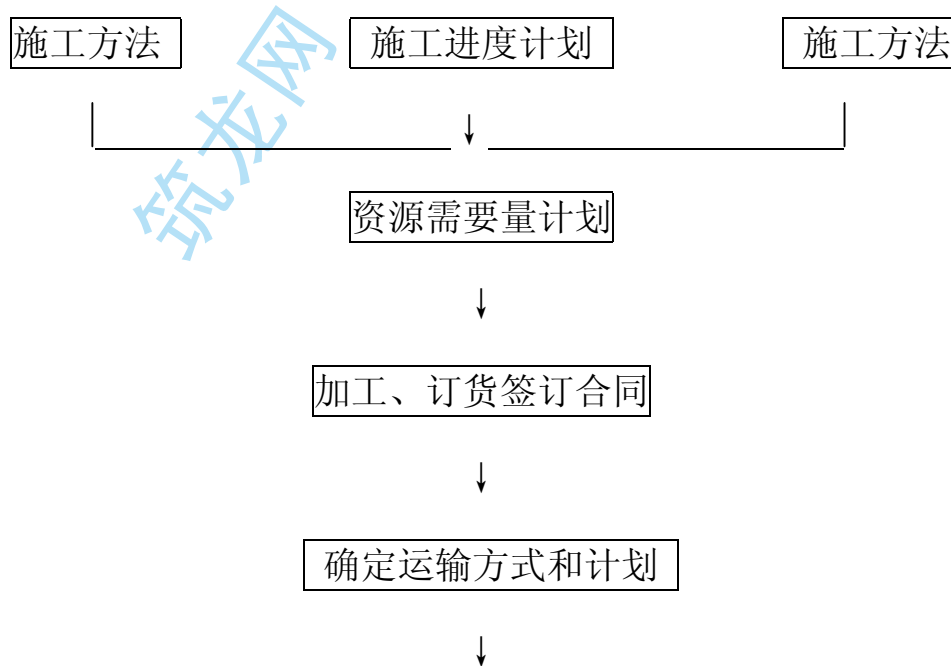 施工方法 施工进度计划 施工方法
筑龙网
资源需要量计划
加工、订货签订合同
确定运输方式和计划